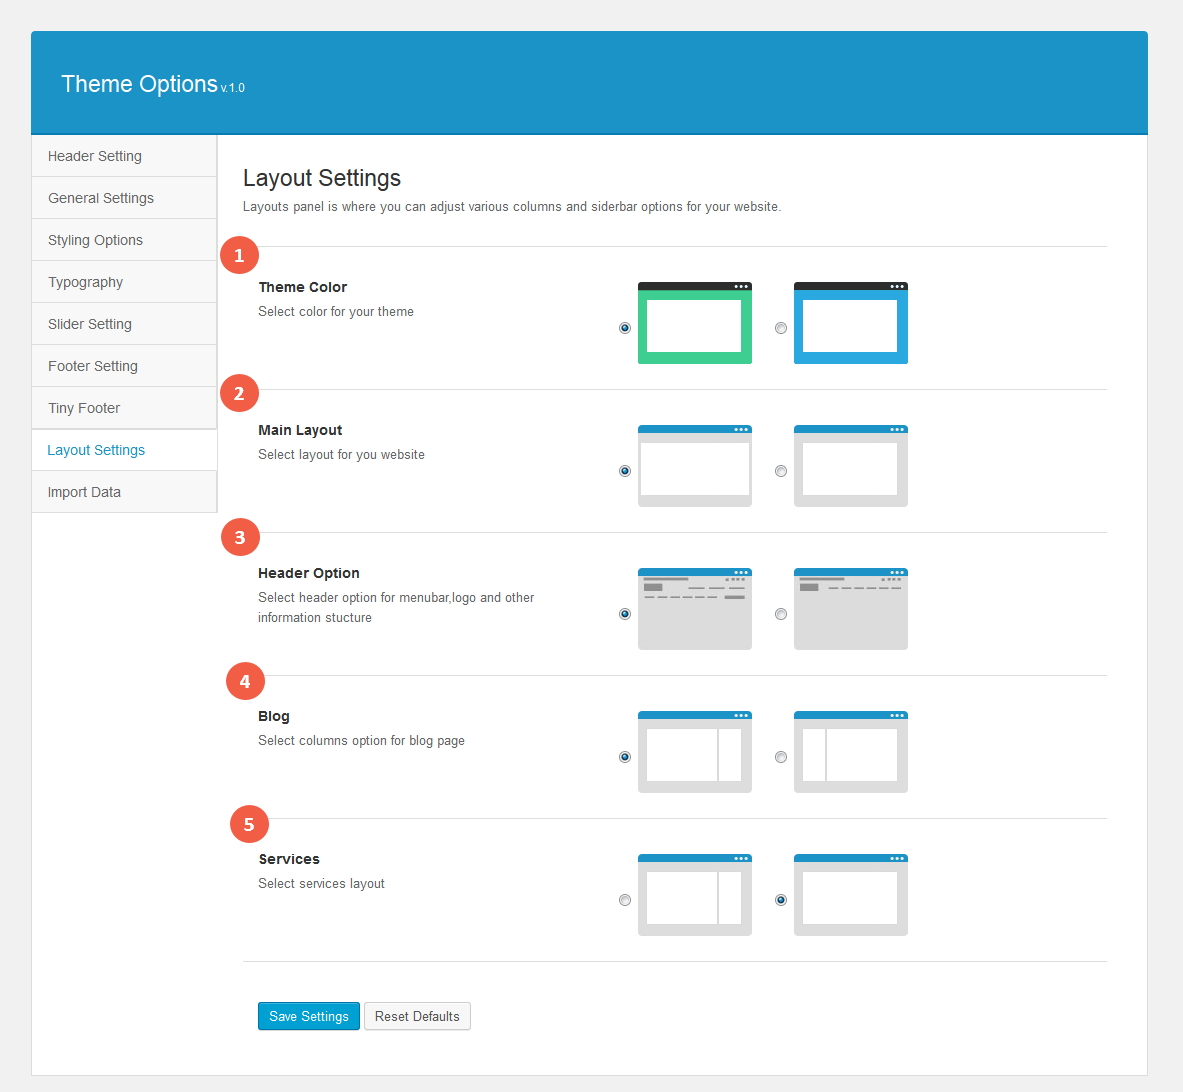 Theme Options v.1.0
Header Setting
General Settings
Styling Options
Typography
Slider Setting
Footer Setting
Tiny Footer
Layout Settings
Import Data
Layout Settings
Layouts panel is where you can adjust various columns and siderbar options for your website.
1
Theme Color
Select color for your theme
2
Main Layout
Select layout for you website
3
Header Option
Select header option for menubar,logo and other
information stucture
4
Blog
Select columns option for blog page
5
Services
Select services layout
Save Settings Reset Defaults